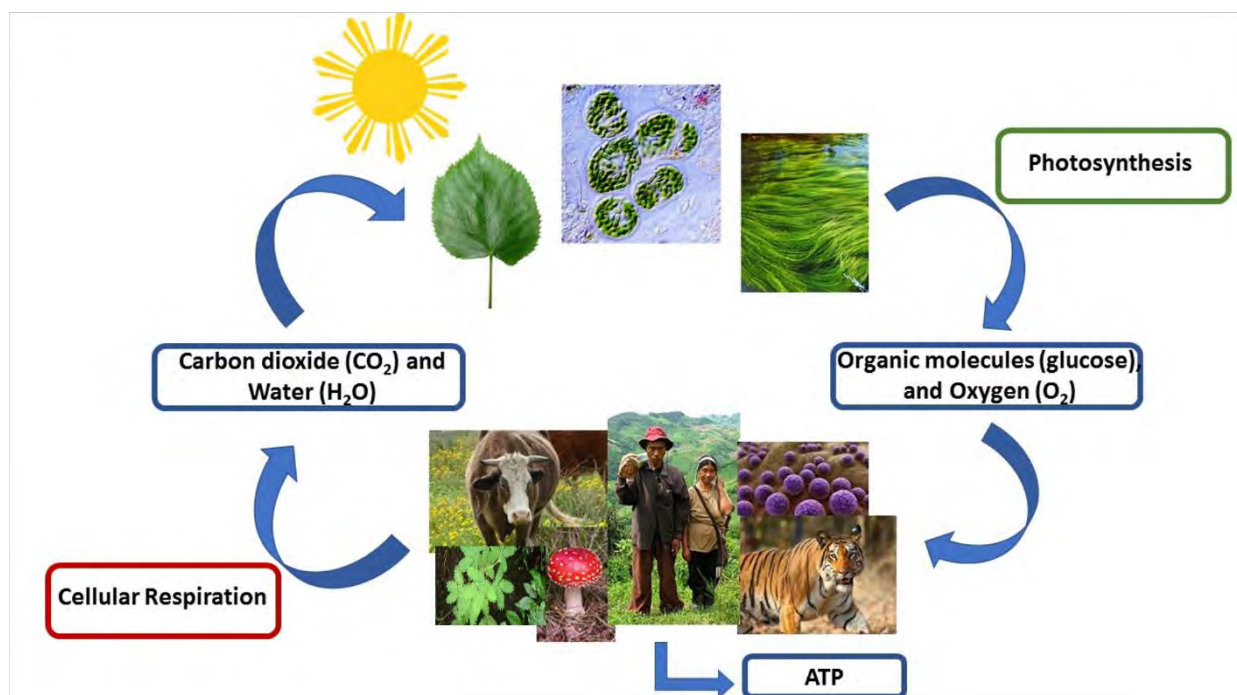 Photosynthesis
Carbon dioxide (CO₂) and
Water (H₂O)
Organic molecules (glucose),
and Oxygen (O₂)
Cellular Respiration
ATP